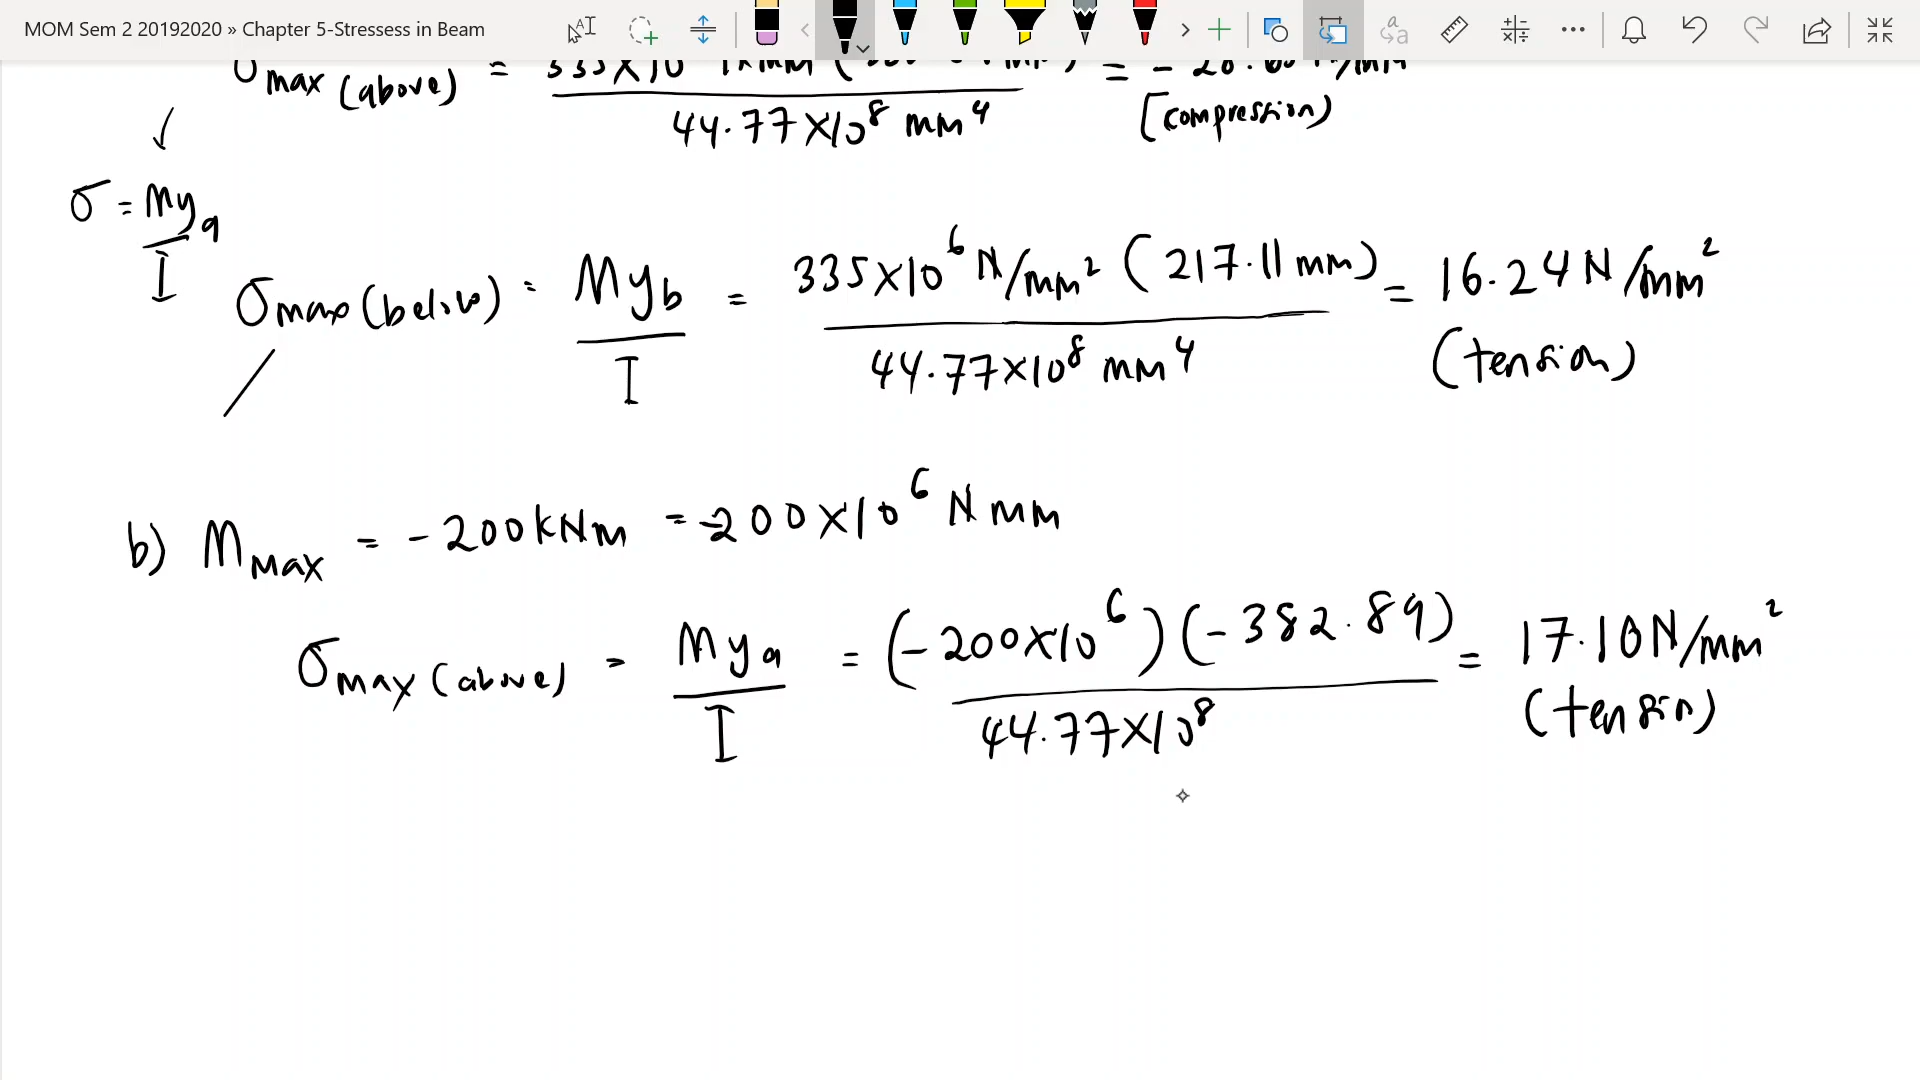 MOM Sem 2 20192020 » Chapter 5-Stressess in Beam
σmax (above) = 335×10
44.77×10⁸ mm⁴
[compression)
σ = Mya
I
σmax (below) = Myb = 335×10⁶ N/mm² (217.11 mm) = 16.24 N/mm²
I 44.77×10⁸ mm⁴ (tension)
b) Mmax = -200kNm = -200×10⁶ Nmm
σmax (above) = Mya = (-200×10⁶)(-382.89) = 17.10 N/mm²
I 44.77×10⁸ (tension)